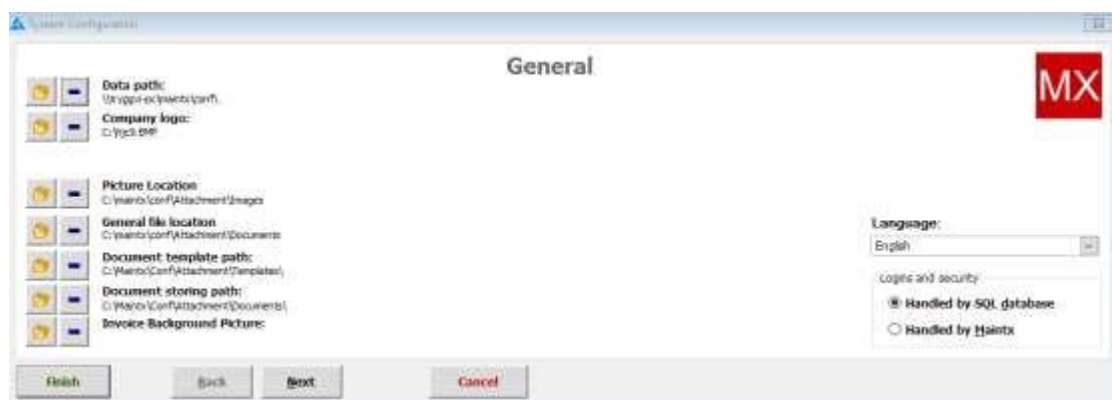 System Configuration
General
MX
Data path:
Company logo:
Picture Location
C:\maintx\conf\Attachment\Images
General file location
C:\maintx\conf\Attachment\Documents
Document template path:
C:\Maintx\Conf\Attachment\Templates\
Document storing path:
C:\Maintx\Conf\Attachment\Documents\
Invoice Background Picture:
Language:
English
Logins and security
Handled by SQL database
Handled by Maintx
Finish
Back
Next
Cancel